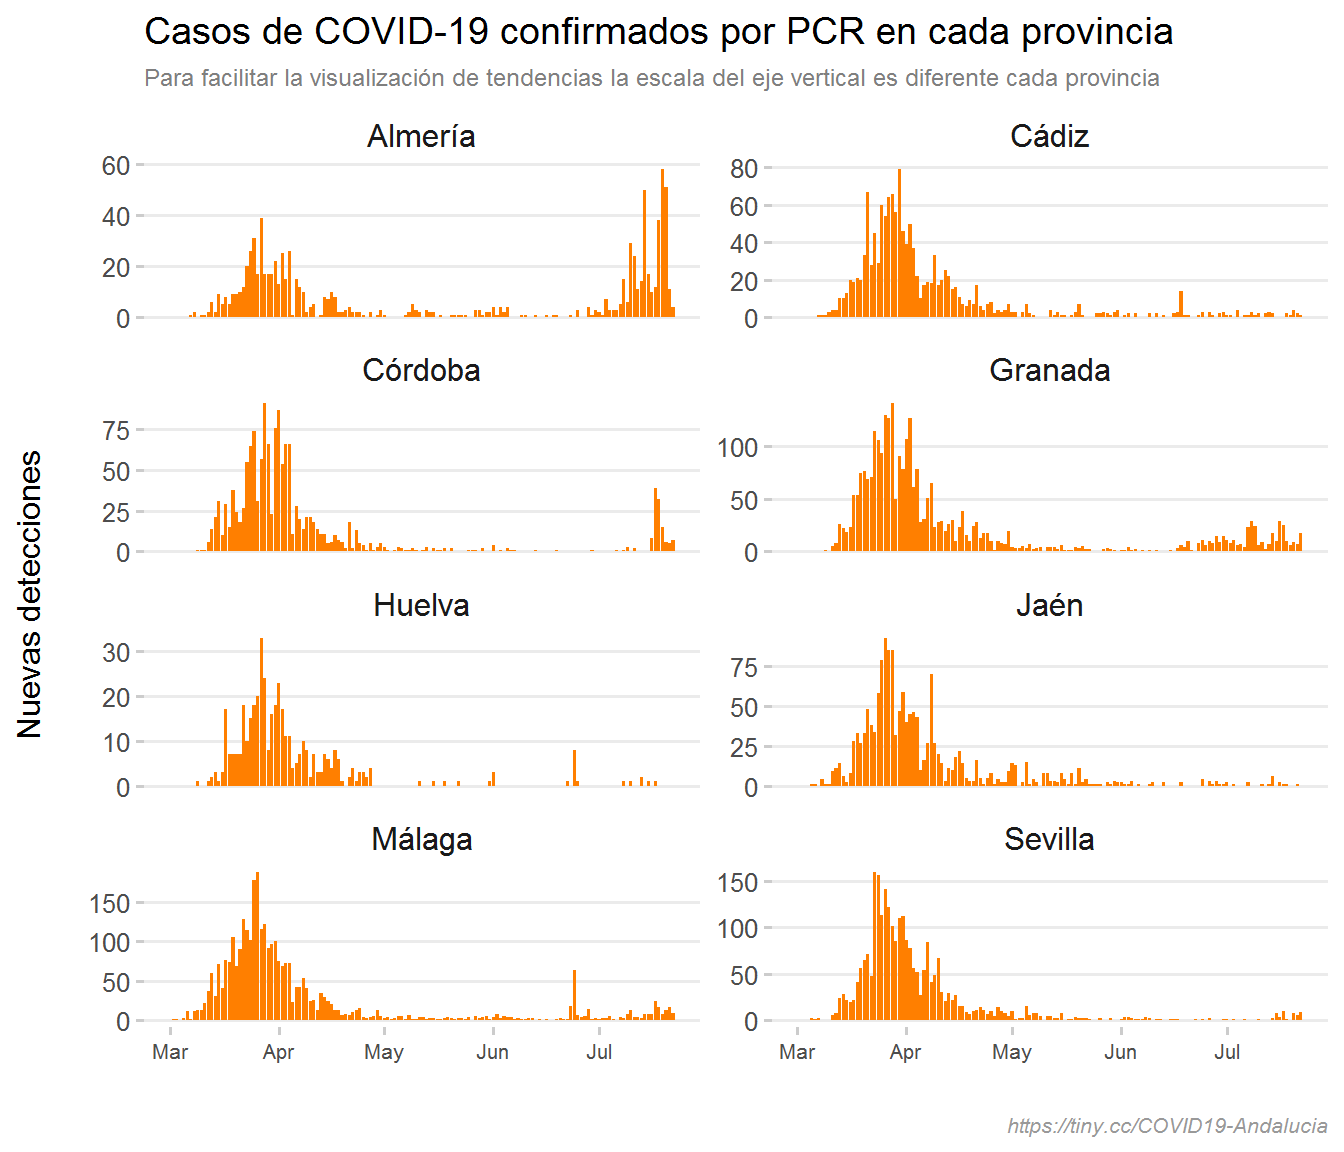 Casos de COVID-19 confirmados por PCR en cada provincia
Para facilitar la visualización de tendencias la escala del eje vertical es diferente cada provincia
Nuevas detecciones
Almería
60
40
20
0
Cádiz
80
60
40
20
0
Córdoba
75
50
25
0
Granada
100
50
0
Huelva
30
20
10
0
Jaén
75
50
25
0
Málaga
150
100
50
0
Mar Apr May Jun Jul
Sevilla
150
100
50
0
Mar Apr May Jun Jul
https://tiny.cc/COVID19-Andalucia